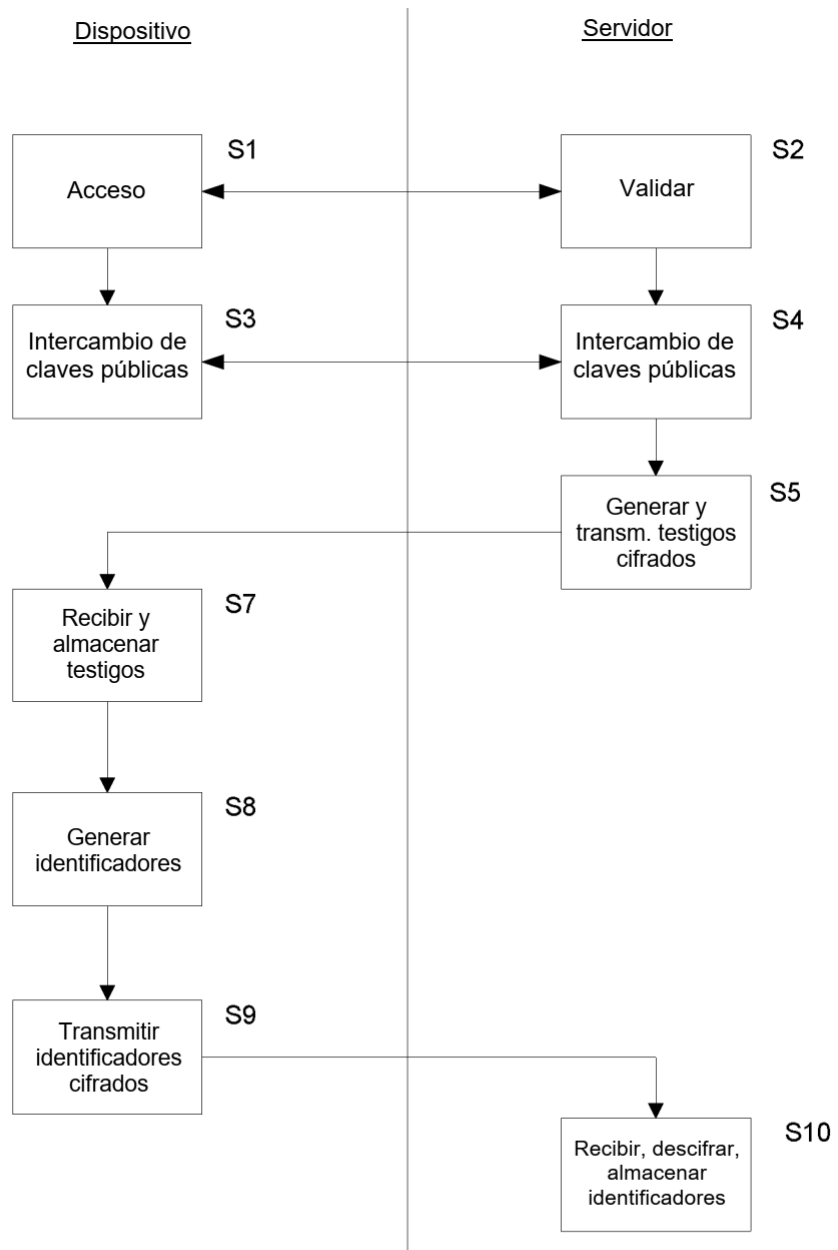 Dispositivo
Servidor
S1
S2
Acceso
Validar
S3
S4
Intercambio de
claves públicas
Intercambio de
claves públicas
S5
Generar y
transm. testigos
cifrados
S7
Recibir y
almacenar
testigos
S8
Generar
identificadores
S9
Transmitir
identificadores
cifrados
S10
Recibir, descifrar,
almacenar
identificadores